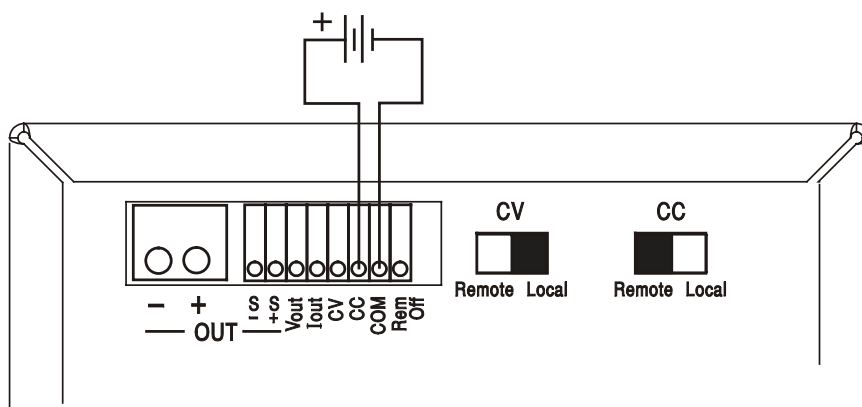 +
CV
CC
Remote Local
Remote Local
- +
OUT
S -
S +
Vout
Iout
CV
CC
COM
Rem Off